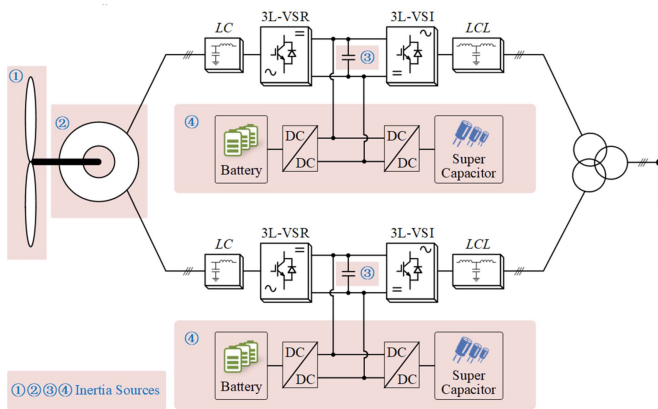 LC
3L-VSR
3L-VSI
LCL
①
②
③
④
Battery
DC
DC
DC
DC
Super
Capacitor
3L-VSR
3L-VSI
LC
LCL
③
④
Battery
DC
DC
DC
DC
Super
Capacitor
①②③④ Inertia Sources